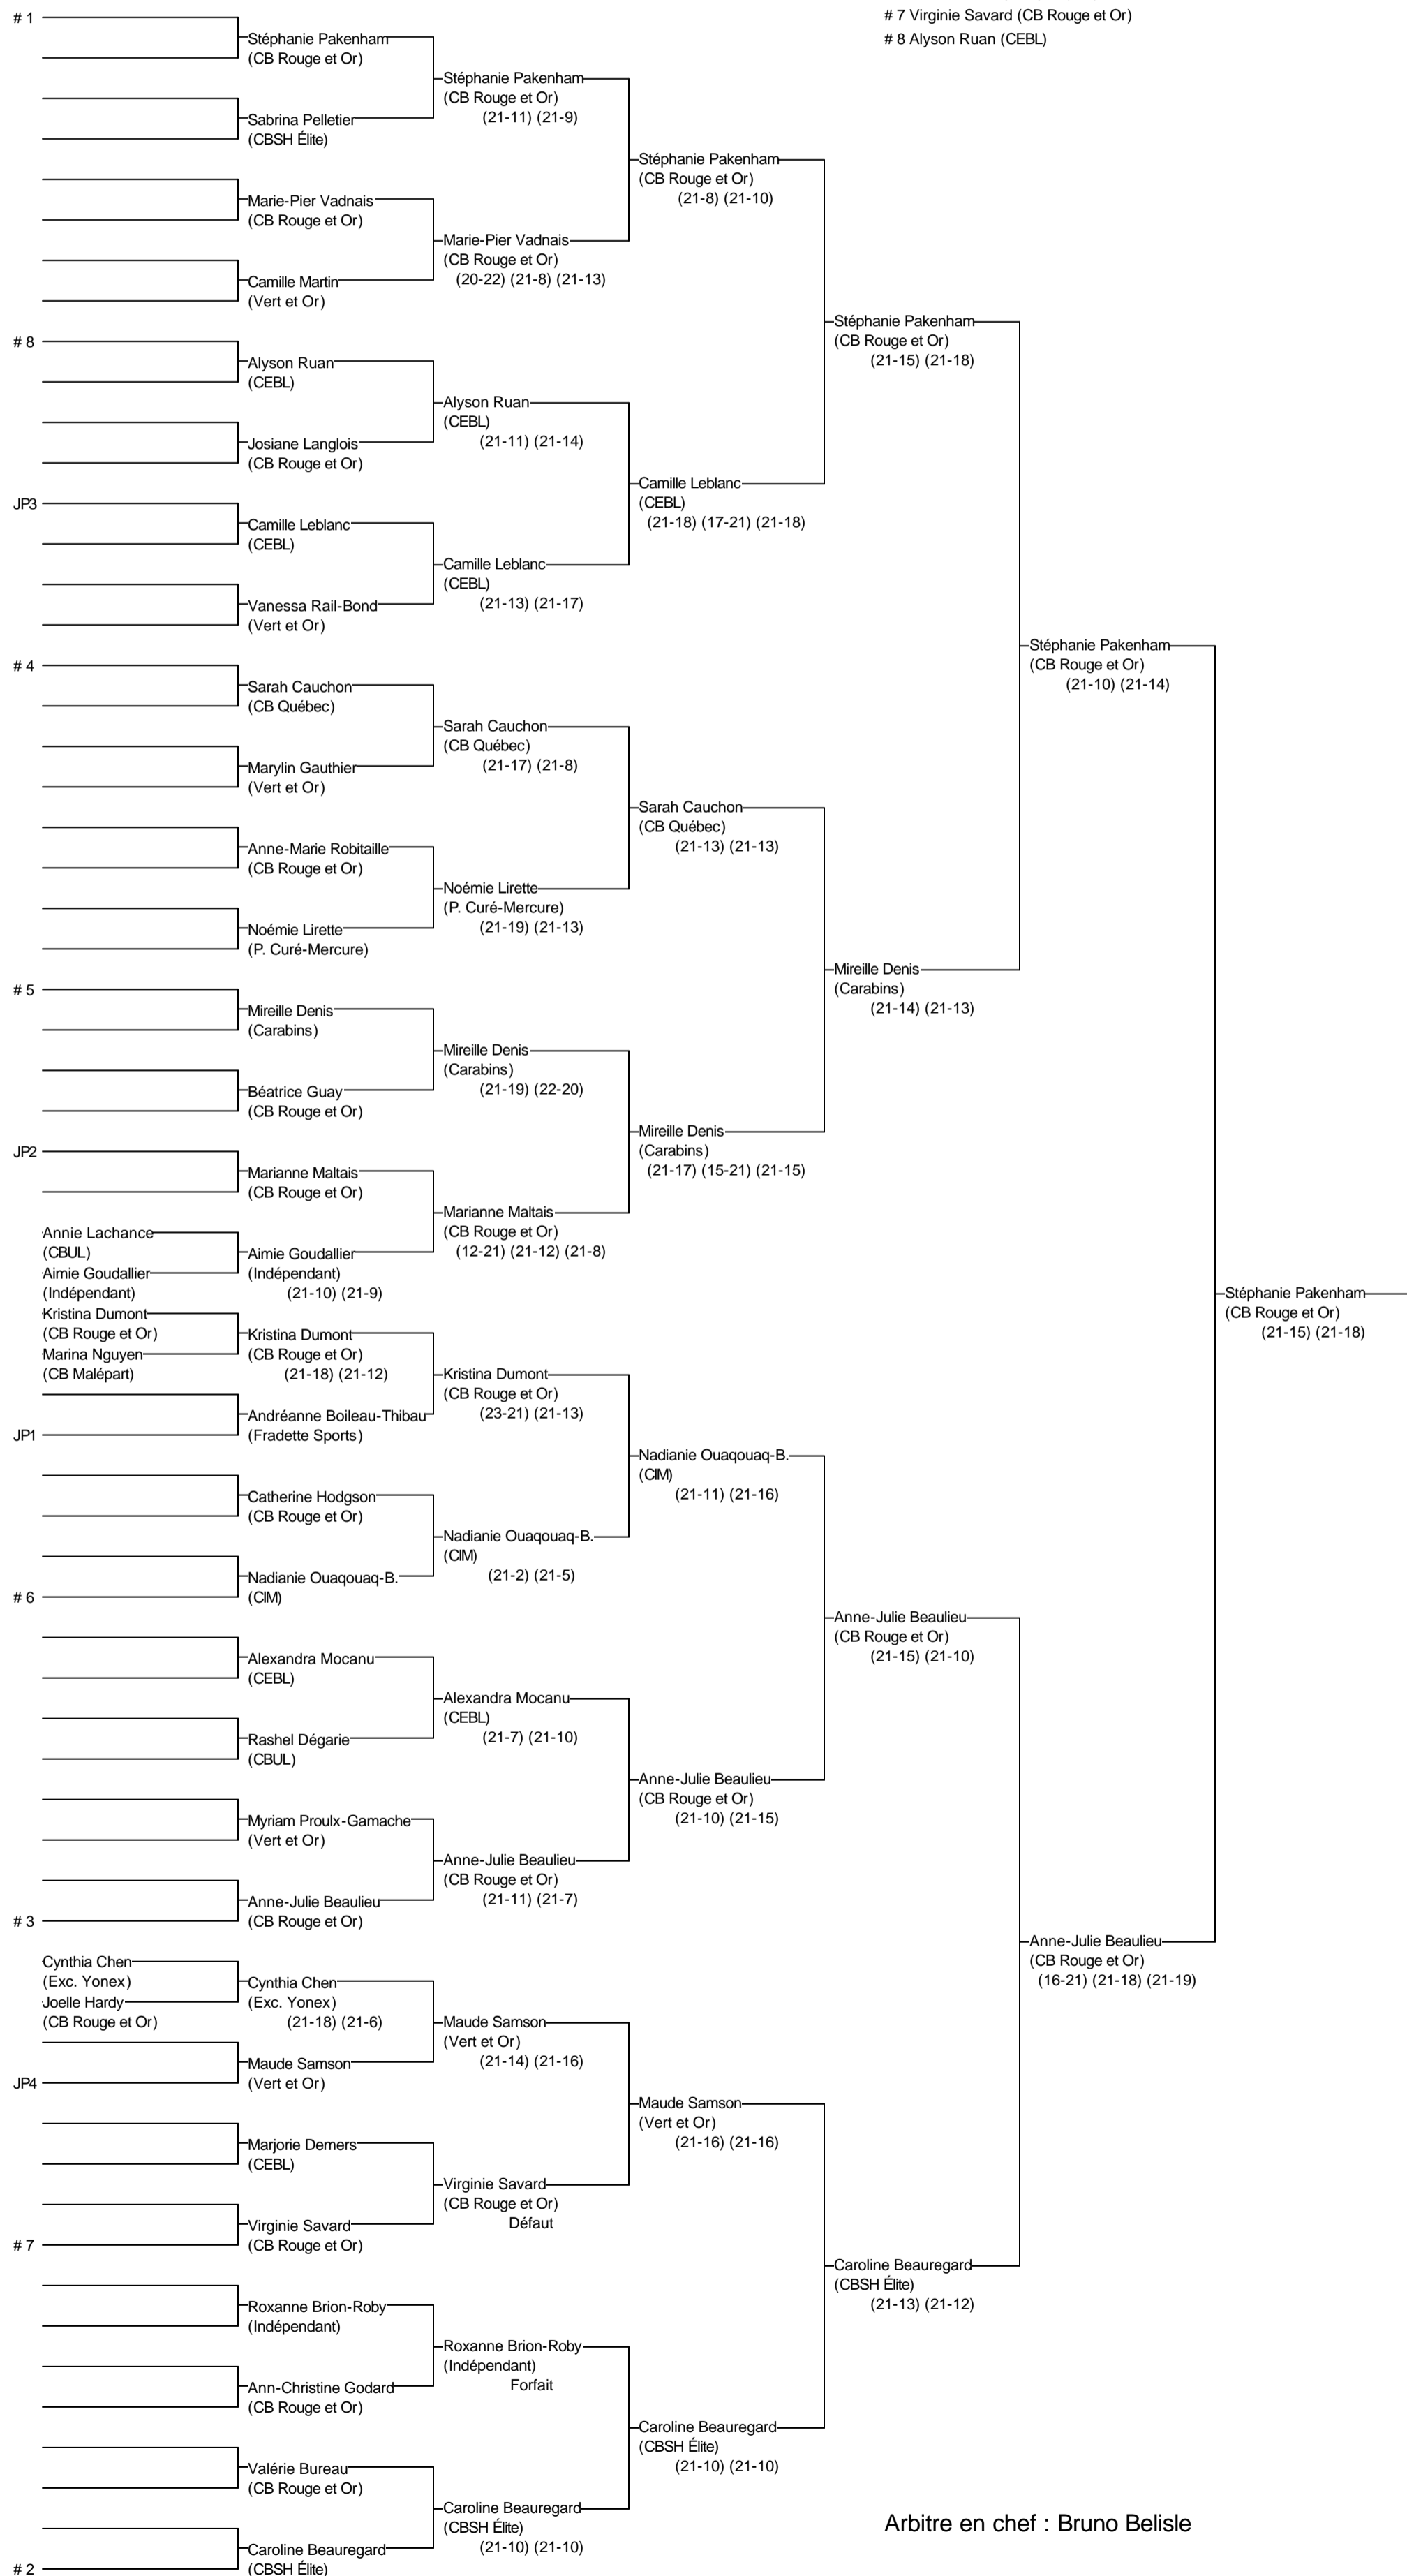 # 7 Virginie Savard (CB Rouge et Or)
# 8 Alyson Ruan (CEBL)
# 1
Stéphanie Pakenham
(CB Rouge et Or)
Sabrina Pelletier
(CBSH Élite)
Marie-Pier Vadnais
(CB Rouge et Or)
Camille Martin
(Vert et Or)
# 8
Alyson Ruan
(CEBL)
Josiane Langlois
(CB Rouge et Or)
JP3
Camille Leblanc
(CEBL)
Vanessa Rail-Bond
(Vert et Or)
# 4
Sarah Cauchon
(CB Québec)
Marylin Gauthier
(Vert et Or)
Anne-Marie Robitaille
(CB Rouge et Or)
Noémie Lirette
(P. Curé-Mercure)
# 5
Mireille Denis
(Carabins)
Béatrice Guay
(CB Rouge et Or)
JP2
Marianne Maltais
(CB Rouge et Or)
Annie Lachance
(CBUL)
Aimie Goudallier
(Indépendant)
Aimie Goudallier
(Indépendant)
(21-10) (21-9)
Kristina Dumont
(CB Rouge et Or)
Marina Nguyen
(CB Malépart)
Kristina Dumont
(CB Rouge et Or)
(21-18) (21-12)
Andréanne Boileau-Thibau
(Fradette Sports)
JP1
Catherine Hodgson
(CB Rouge et Or)
Nadianie Ouaqouaq-B.
(CIM)
# 6
Alexandra Mocanu
(CEBL)
Rashel Dégarie
(CBUL)
Myriam Proulx-Gamache
(Vert et Or)
Anne-Julie Beaulieu
(CB Rouge et Or)
# 3
Cynthia Chen
(Exc. Yonex)
Joelle Hardy
(CB Rouge et Or)
Cynthia Chen
(Exc. Yonex)
(21-18) (21-6)
Maude Samson
(Vert et Or)
JP4
Marjorie Demers
(CEBL)
Virginie Savard
(CB Rouge et Or)
# 7
Roxanne Brion-Roby
(Indépendant)
Ann-Christine Godard
(CB Rouge et Or)
Valérie Bureau
(CB Rouge et Or)
Caroline Beauregard
(CBSH Élite)
# 2
Stéphanie Pakenham
(CB Rouge et Or)
(21-11) (21-9)
Marie-Pier Vadnais
(CB Rouge et Or)
(20-22) (21-8) (21-13)
Alyson Ruan
(CEBL)
(21-11) (21-14)
Camille Leblanc
(CEBL)
(21-13) (21-17)
Sarah Cauchon
(CB Québec)
(21-17) (21-8)
Noémie Lirette
(P. Curé-Mercure)
(21-19) (21-13)
Mireille Denis
(Carabins)
(21-19) (22-20)
Marianne Maltais
(CB Rouge et Or)
(12-21) (21-12) (21-8)
Kristina Dumont
(CB Rouge et Or)
(23-21) (21-13)
Nadianie Ouaqouaq-B.
(CIM)
(21-2) (21-5)
Alexandra Mocanu
(CEBL)
(21-7) (21-10)
Anne-Julie Beaulieu
(CB Rouge et Or)
(21-11) (21-7)
Maude Samson
(Vert et Or)
(21-14) (21-16)
Virginie Savard
(CB Rouge et Or)
Défaut
Roxanne Brion-Roby
(Indépendant)
Forfait
Caroline Beauregard
(CBSH Élite)
(21-10) (21-10)
Stéphanie Pakenham
(CB Rouge et Or)
(21-8) (21-10)
Camille Leblanc
(CEBL)
(21-18) (17-21) (21-18)
Sarah Cauchon
(CB Québec)
(21-13) (21-13)
Mireille Denis
(Carabins)
(21-17) (15-21) (21-15)
Nadianie Ouaqouaq-B.
(CIM)
(21-11) (21-16)
Anne-Julie Beaulieu
(CB Rouge et Or)
(21-10) (21-15)
Maude Samson
(Vert et Or)
(21-16) (21-16)
Caroline Beauregard
(CBSH Élite)
(21-10) (21-10)
Stéphanie Pakenham
(CB Rouge et Or)
(21-15) (21-18)
Mireille Denis
(Carabins)
(21-14) (21-13)
Anne-Julie Beaulieu
(CB Rouge et Or)
(21-15) (21-10)
Caroline Beauregard
(CBSH Élite)
(21-13) (21-12)
Stéphanie Pakenham
(CB Rouge et Or)
(21-10) (21-14)
Anne-Julie Beaulieu
(CB Rouge et Or)
(16-21) (21-18) (21-19)
Stéphanie Pakenham
(CB Rouge et Or)
(21-15) (21-18)
Arbitre en chef : Bruno Belisle